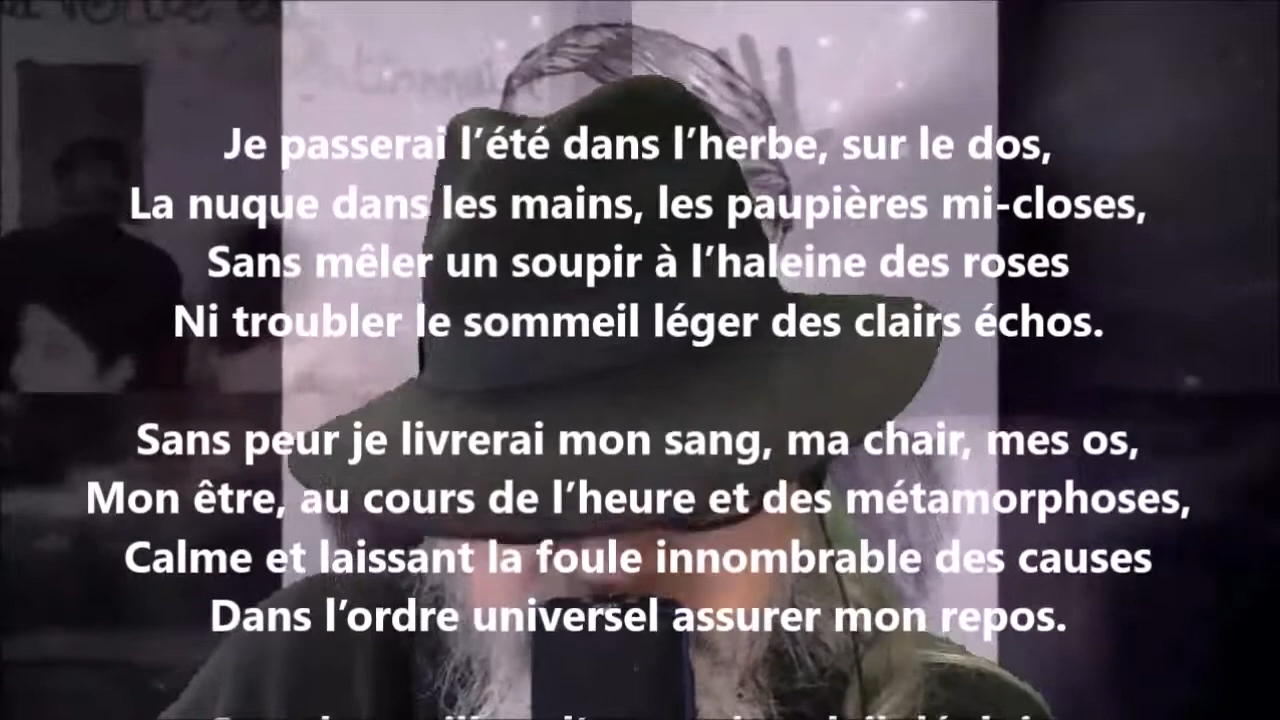 Je passerai l’été dans l’herbe, sur le dos,
La nuque dans les mains, les paupières mi-closes,
Sans mêler un soupir à l’haleine des roses
Ni troubler le sommeil léger des clairs échos.
Sans peur je livrerai mon sang, ma chair, mes os,
Mon être, au cours de l’heure et des métamorphoses,
Calme et laissant la foule innombrable des causes
Dans l’ordre universel assurer mon repos.